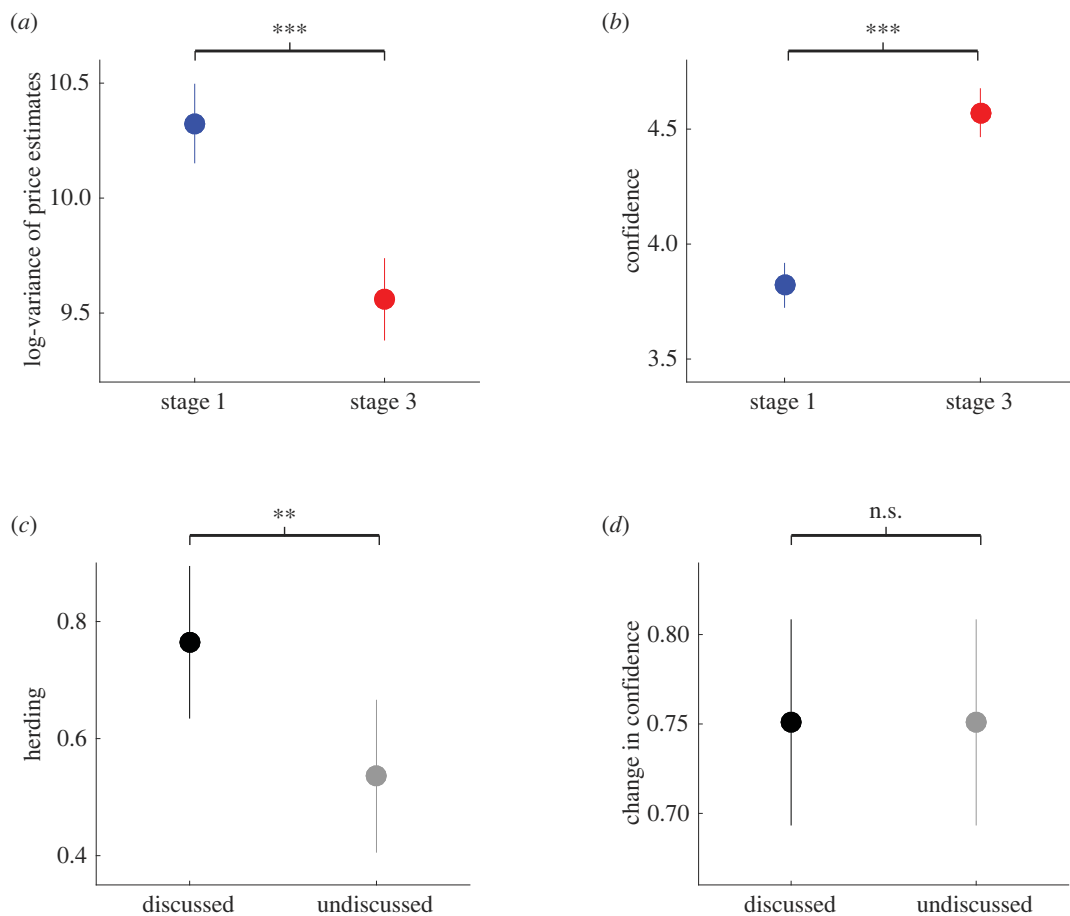 (a)
***
log-variance of price estimates
10.5
10.0
9.5
stage 1
stage 3
(b)
***
confidence
4.5
4.0
3.5
stage 1
stage 3
(c)
**
herding
0.8
0.6
0.4
discussed
undiscussed
(d)
n.s.
change in confidence
0.80
0.75
0.70
discussed
undiscussed